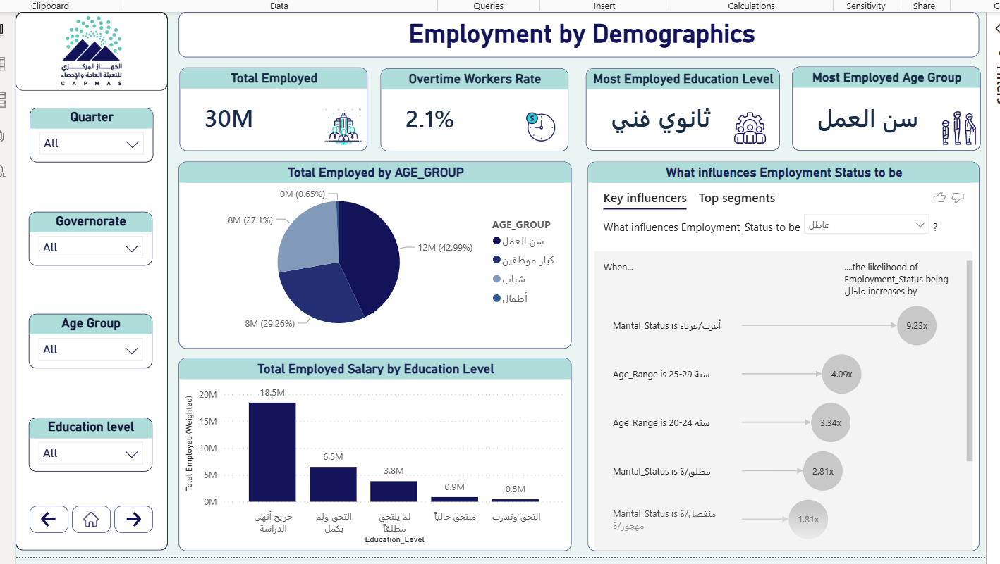 Clipboard
Data
Queries
Insert
Calculations
Sensitivity
Share
الجهاز المركزي
للتعبئة العامة والإحصاء
CAPMAS
Employment by Demographics
Total Employed
30M
Overtime Workers Rate
2.1%
Most Employed Education Level
ثانوي فني
Most Employed Age Group
سن العمل
Quarter
All
Governorate
All
Age Group
All
Education level
All
Total Employed by AGE_GROUP
0M (0.65%)
8M (27.1%)
12M (42.99%)
8M (29.26%)
AGE_GROUP
سن العمل
كبار موظفين
شباب
أطفال
Total Employed Salary by Education Level
Total Employed (Weighted)
20M
15M
10M
5M
0M
18.5M
6.5M
3.8M
0.9M
0.5M
خريج أنهى
الدراسة
التحق ولم
يكمل
لم يلتحق
مطلقاً
ملتحق حالياً
التحق وتسرب
Education_Level
What influences Employment Status to be
Key influencers
Top segments
What influences Employment_Status to be عاطل ?
When...
....the likelihood of
Employment_Status being
عاطل increases by
Marital_Status is أعزب/عزباء
9.23x
Age_Range is 25-29 سنة
4.09x
Age_Range is 20-24 سنة
3.34x
Marital_Status is مطلق/ة
2.81x
Marital_Status is منفصل/ة
مهجور/ة
1.81x